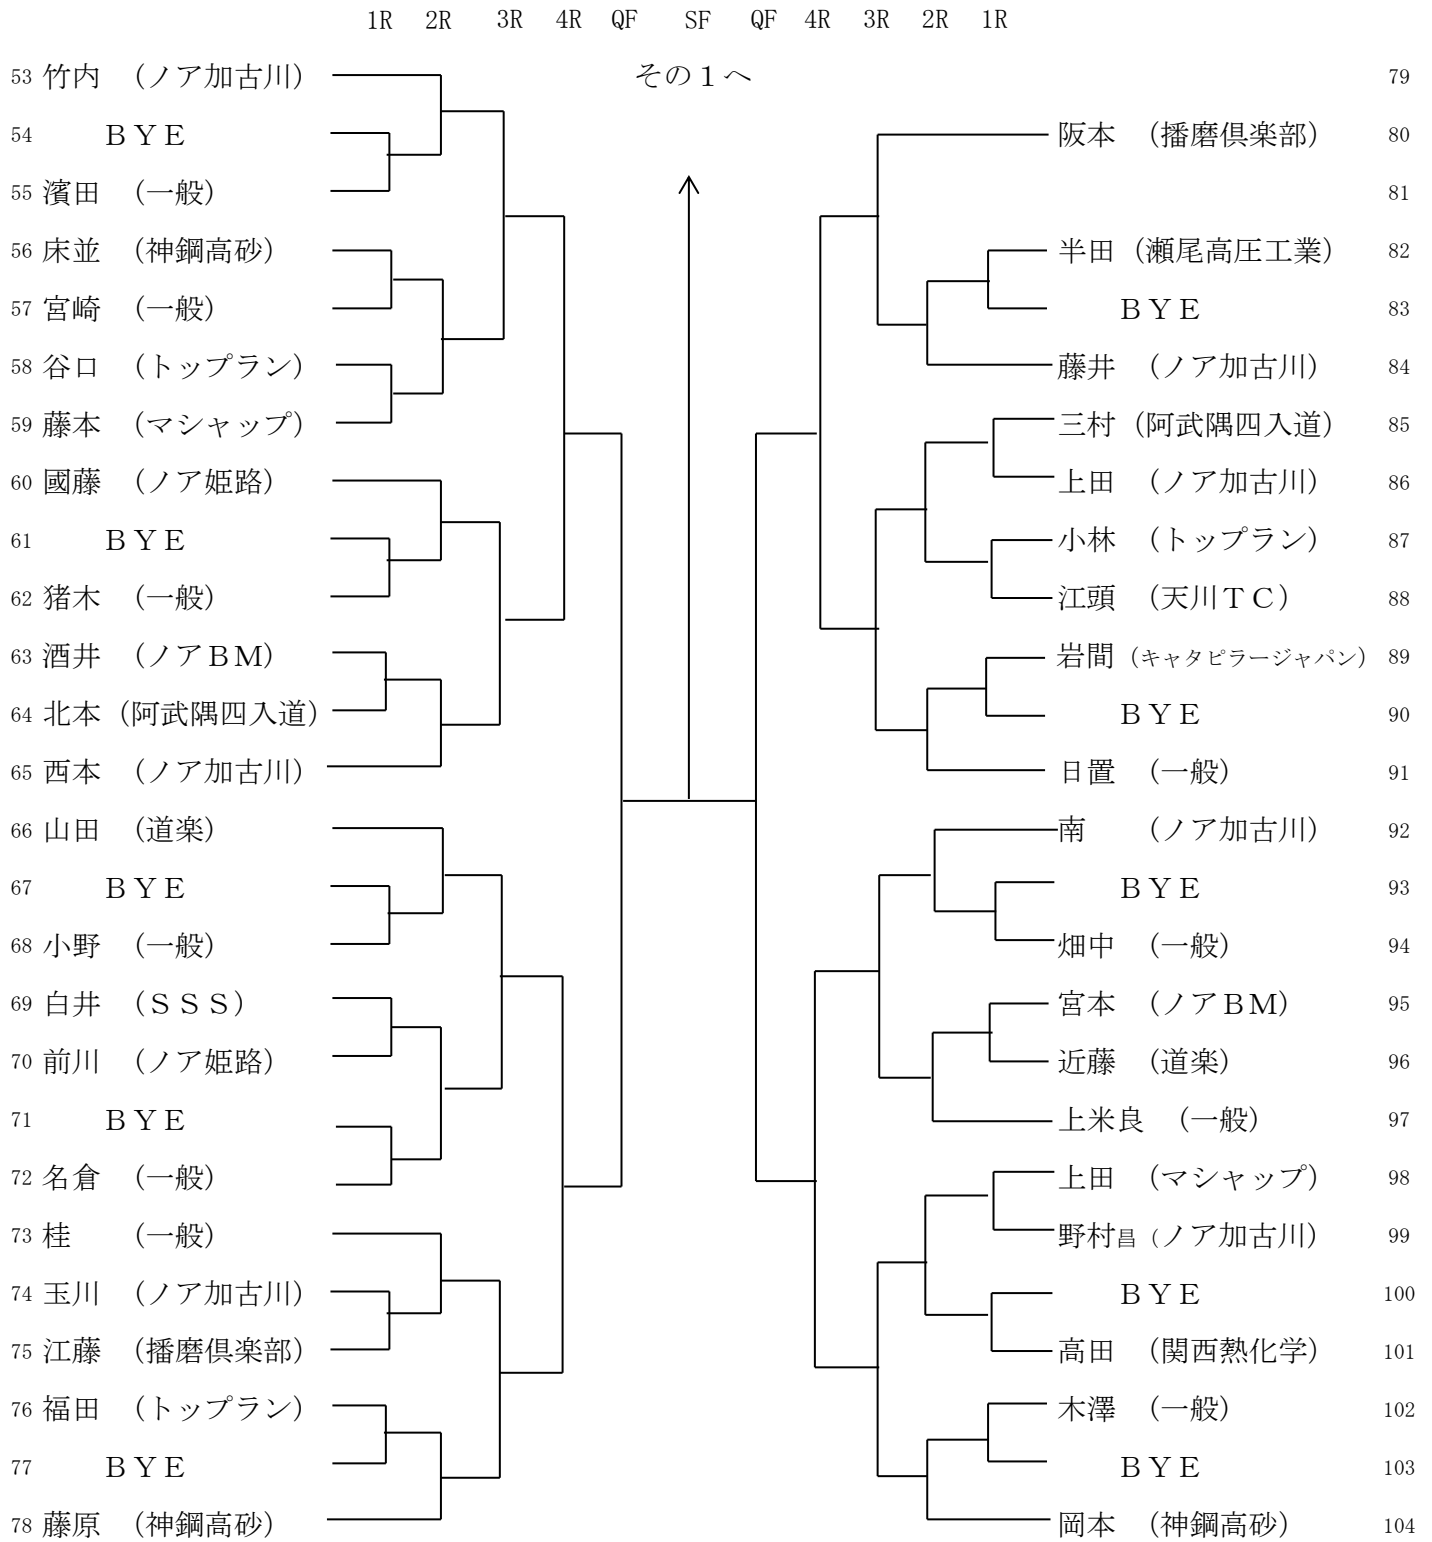 1R 2R 3R 4R QF SF QF 4R 3R 2R 1R
53 竹内 （ノア加古川） その１へ 79
54 ＢＹＥ 阪本 （播磨倶楽部） 80
55 濱田 （一般） 81
56 床並 （神鋼高砂） 半田（瀬尾高圧工業） 82
57 宮崎 （一般） ＢＹＥ 83
58 谷口 （トップラン） 藤井 （ノア加古川） 84
59 藤本 （マシャップ） 三村（阿武隅四入道） 85
60 國藤 （ノア姫路） 上田 （ノア加古川） 86
61 ＢＹＥ 小林 （トップラン） 87
62 猪木 （一般） 江頭 （天川ＴＣ） 88
63 酒井 （ノアＢＭ） 岩間（キャタピラージャパン） 89
64 北本（阿武隅四入道） ＢＹＥ 90
65 西本 （ノア加古川） 日置 （一般） 91
66 山田 （道楽） 南 （ノア加古川） 92
67 ＢＹＥ ＢＹＥ 93
68 小野 （一般） 畑中 （一般） 94
69 白井 （ＳＳＳ） 宮本 （ノアＢＭ） 95
70 前川 （ノア姫路） 近藤 （道楽） 96
71 ＢＹＥ 上米良 （一般） 97
72 名倉 （一般） 上田 （マシャップ） 98
73 桂 （一般） 野村昌（ノア加古川） 99
74 玉川 （ノア加古川） ＢＹＥ 100
75 江藤 （播磨倶楽部） 高田 （関西熱化学） 101
76 福田 （トップラン） 木澤 （一般） 102
77 ＢＹＥ ＢＹＥ 103
78 藤原 （神鋼高砂） 岡本 （神鋼高砂） 104